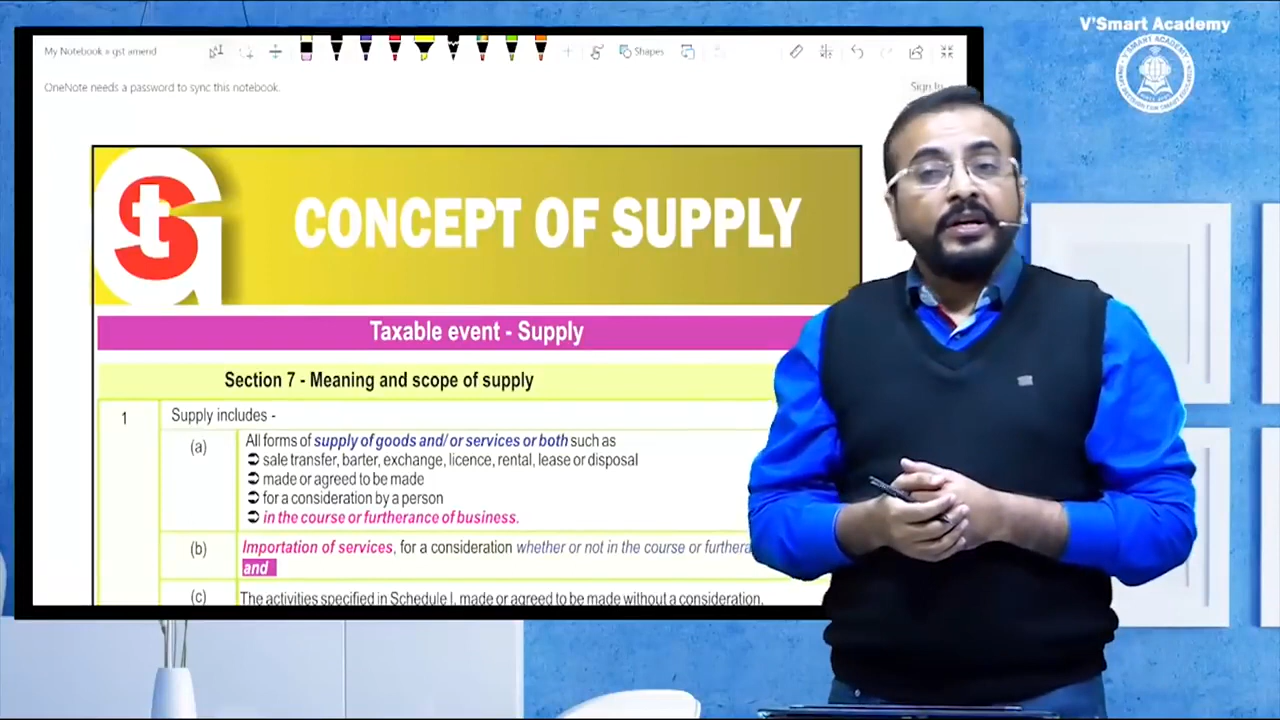 V'Smart Academy
My Notebook » gst amend
Shapes
OneNote needs a password to sync this notebook.
Sign In
Gst
CONCEPT OF SUPPLY
Taxable event - Supply
Section 7 - Meaning and scope of supply
1
Supply includes -
(a)
All forms of supply of goods and/ or services or both such as
➲ sale transfer, barter, exchange, licence, rental, lease or disposal
➲ made or agreed to be made
➲ for a consideration by a person
➲ in the course or furtherance of business.
(b)
Importation of services, for a consideration whether or not in the course or furthera
and
(c)
The activities specified in Schedule I, made or agreed to be made without a consideration,